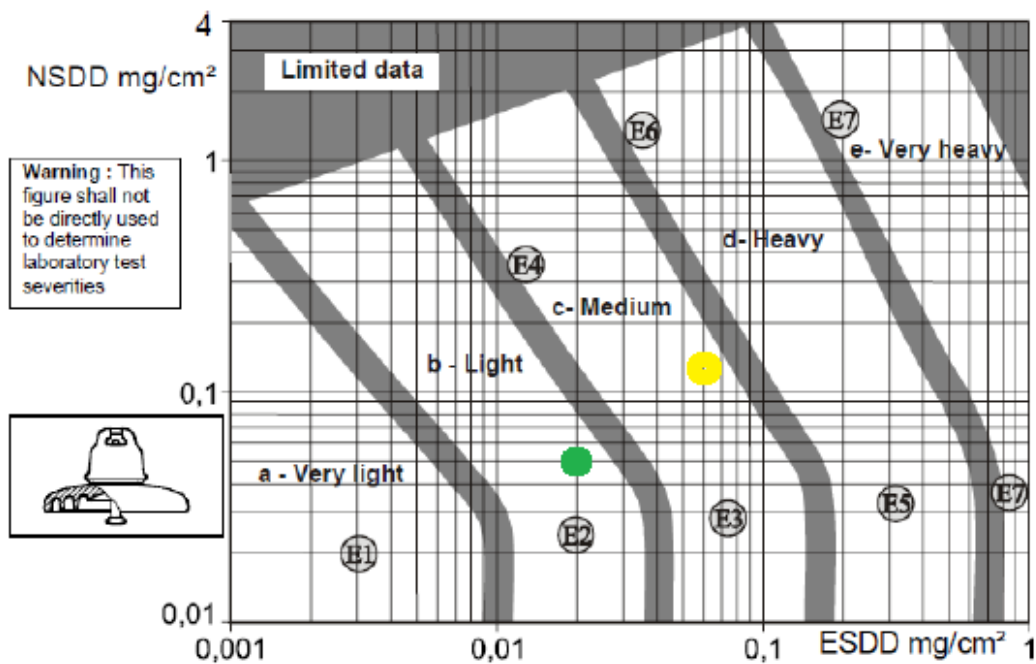 4
NSDD mg/cm²
Limited data
E6
E7
1
e- Very heavy
Warning : This
figure shall not
be directly used
to determine
laboratory test
severities
d- Heavy
E4
c- Medium
b - Light
0,1
a - Very light
E1
E2
E3
E5
E7
0,01
0,001
0,01
0,1
ESDD mg/cm²
1